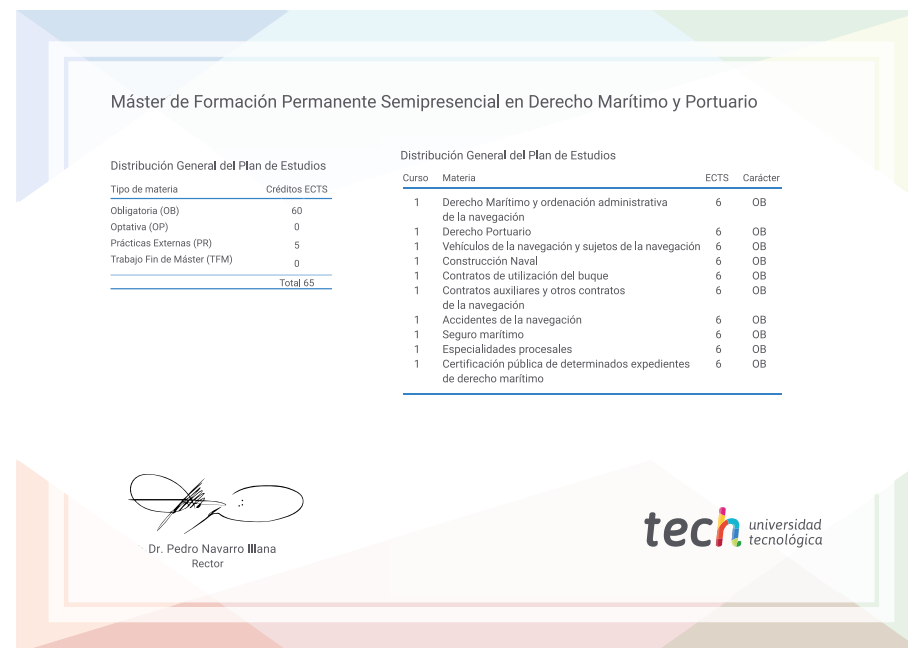 Máster de Formación Permanente Semipresencial en Derecho Marítimo y Portuario
Distribución General del Plan de Estudios
Tipo de materia Créditos ECTS
Obligatoria (OB) 60
Optativa (OP) 0
Prácticas Externas (PR) 5
Trabajo Fin de Máster (TFM) 0
Total 65
Distribución General del Plan de Estudios
Curso Materia ECTS Carácter
1 Derecho Marítimo y ordenación administrativa 6 OB
de la navegación
1 Derecho Portuario 6 OB
1 Vehículos de la navegación y sujetos de la navegación 6 OB
1 Construcción Naval 6 OB
1 Contratos de utilización del buque 6 OB
1 Contratos auxiliares y otros contratos 6 OB
de la navegación
1 Accidentes de la navegación 6 OB
1 Seguro marítimo 6 OB
1 Especialidades procesales 6 OB
1 Certificación pública de determinados expedientes 6 OB
de derecho marítimo
Dr. Pedro Navarro Illana
Rector
tech universidad
tecnológica